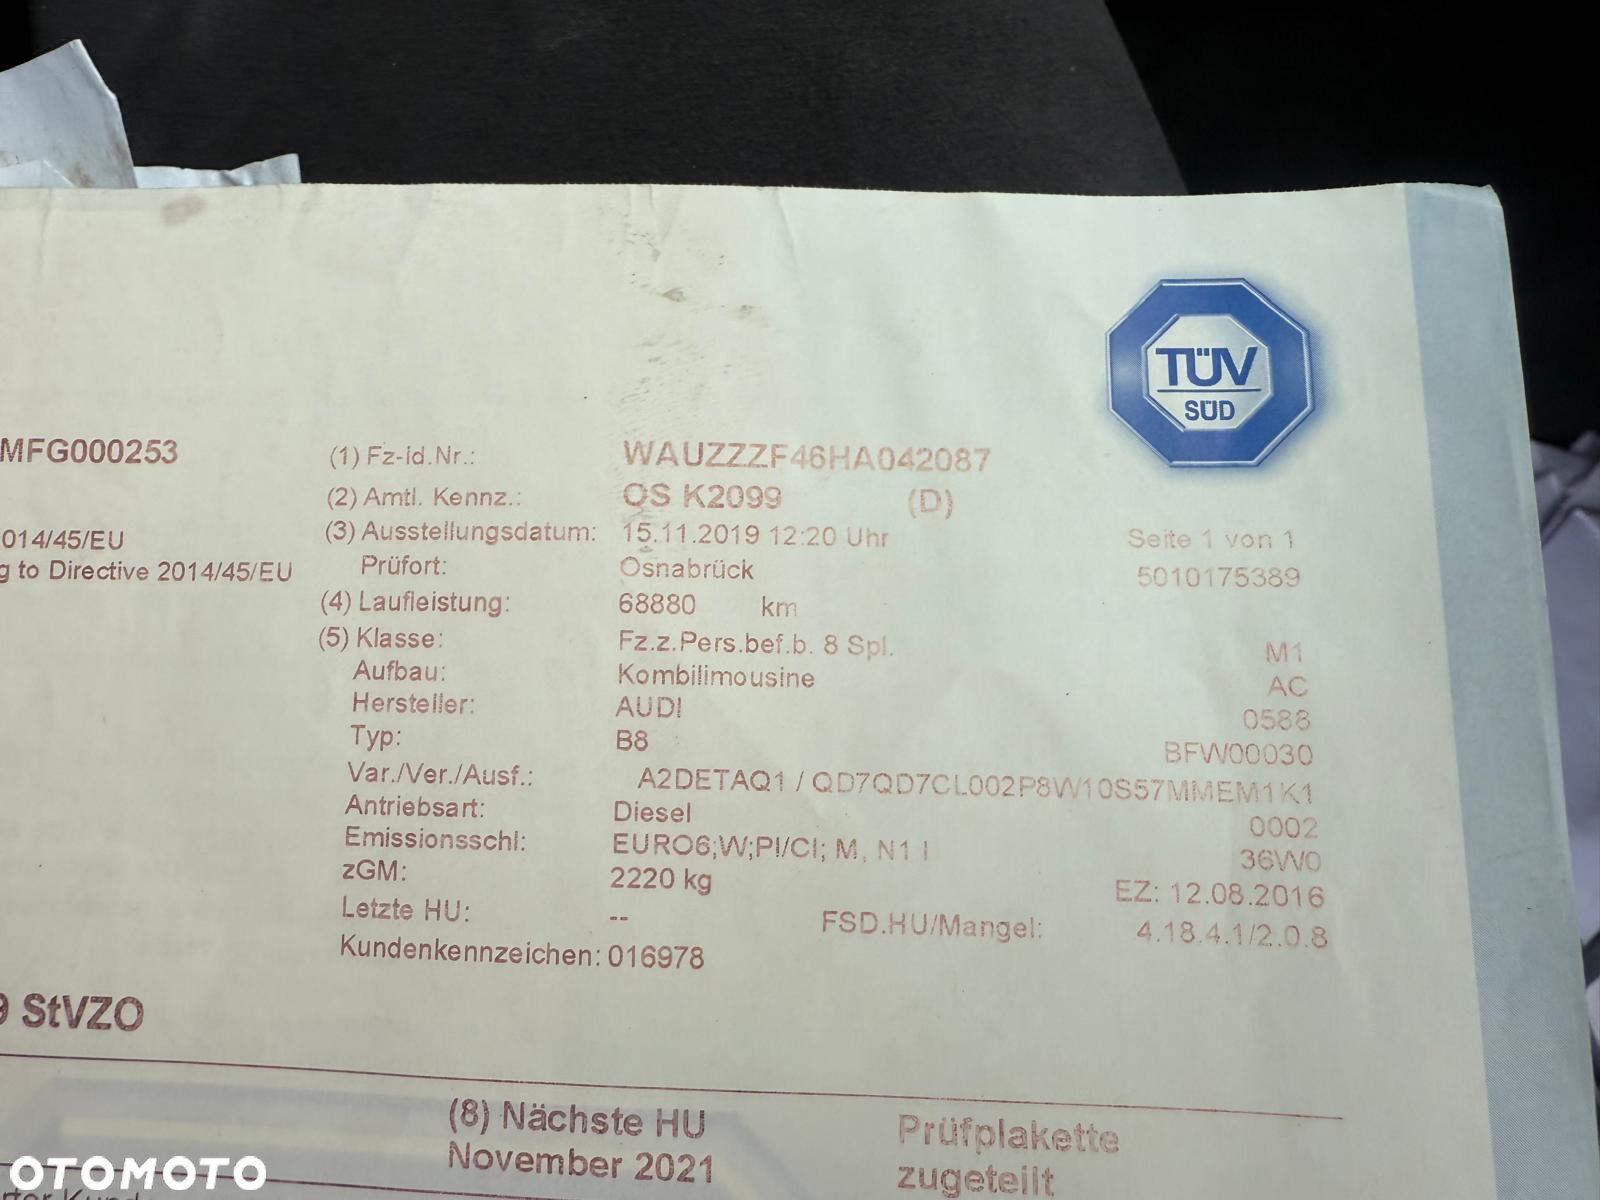 TÜV
SÜD
MFG000253
(1) Fz-id.Nr.: WAUZZZF46HA042087
(2) Amtl. Kennz.: OS K2099 (D)
014/45/EU
(3) Ausstellungsdatum: 15.11.2019 12:20 Uhr Seite 1 von 1
g to Directive 2014/45/EU
Prüfort: Osnabrück 5010175389
(4) Laufleistung: 68880 km
(5) Klasse: Fz.z.Pers.bef.b. 8 Spl. M1
Aufbau: Kombilimousine AC
Hersteller: AUDI 0588
Typ: B8 BFW00030
Var./Ver./Ausf.: A2DETAQ1 / QD7QD7CL002P8W10S57MMEM1K1
Antriebsart: Diesel 0002
Emissionsschl: EURO6;W;PI/CI; M, N1 I 36W0
zGM: 2220 kg EZ: 12.08.2016
Letzte HU: -- FSD.HU/Mangel: 4.18.4.1/2.0.8
Kundenkennzeichen: 016978
9 StVZO
(8) Nächste HU Prüfplakette
November 2021 zugeteilt
OTOMOTO